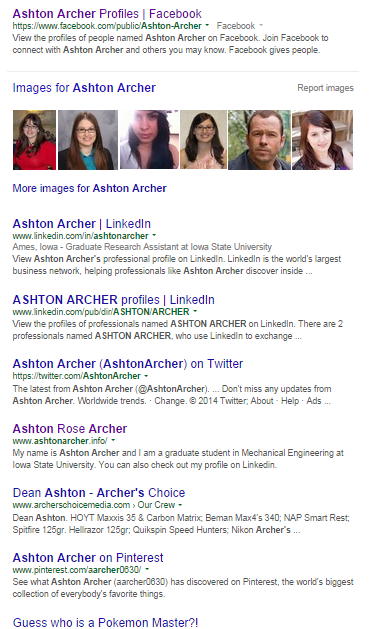 Ashton Archer Profiles | Facebook
https://www.facebook.com/public/Ashton-Archer Facebook
View the profiles of people named Ashton Archer on Facebook. Join Facebook to
connect with Ashton Archer and others you may know. Facebook gives people.
Images for Ashton Archer Report images
More images for Ashton Archer
Ashton Archer | LinkedIn
www.linkedin.com/in/ashtonarcher
Ames, Iowa - Graduate Research Assistant at Iowa State University
View Ashton Archer's professional profile on LinkedIn. LinkedIn is the world's largest
business network, helping professionals like Ashton Archer discover inside ...
ASHTON ARCHER profiles | LinkedIn
www.linkedin.com/pub/dir/ASHTON/ARCHER
View the profiles of professionals named ASHTON ARCHER on LinkedIn. There are 2
professionals named ASHTON ARCHER, who use LinkedIn to exchange ...
Ashton Archer (AshtonArcher) on Twitter
https://twitter.com/AshtonArcher
The latest from Ashton Archer (@AshtonArcher). ... Don't miss any updates from
Ashton Archer. Worldwide trends. · Change. © 2014 Twitter; About · Help · Ads ...
Ashton Rose Archer
www.ashtonarcher.info/
My name is Ashton Archer and I am a graduate student in Mechanical Engineering at
Iowa State University. You can also check out my profile on Linkedin.
Dean Ashton - Archer's Choice
www.archerschoicemedia.com › Our Crew
Dean Ashton. HOYT Maxxis 35 & Carbon Matrix; Beman Max4's 340; NAP Smart Rest;
Spitfire 125gr. Hellrazor 125gr; Quikspin Speed Hunters; Nikon Archer's ...
Ashton Archer on Pinterest
www.pinterest.com/aarcher0630/
See what Ashton Archer (aarcher0630) has discovered on Pinterest, the world's biggest
collection of everybody's favorite things.
Guess who is a Pokemon Master?!